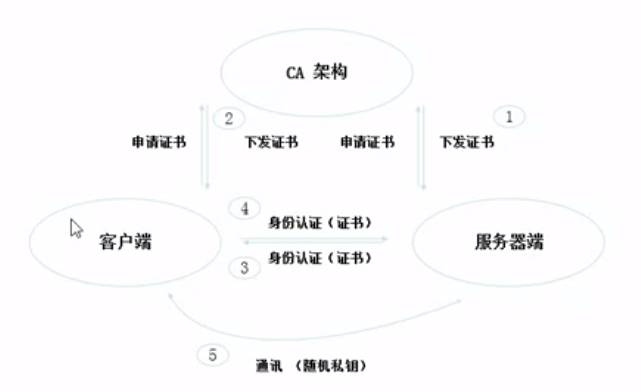 CA 架构
2
1
申请证书
下发证书
申请证书
下发证书
4
身份认证（证书）
客户端
服务器端
身份认证（证书）
3
5
通讯 （随机私钥）